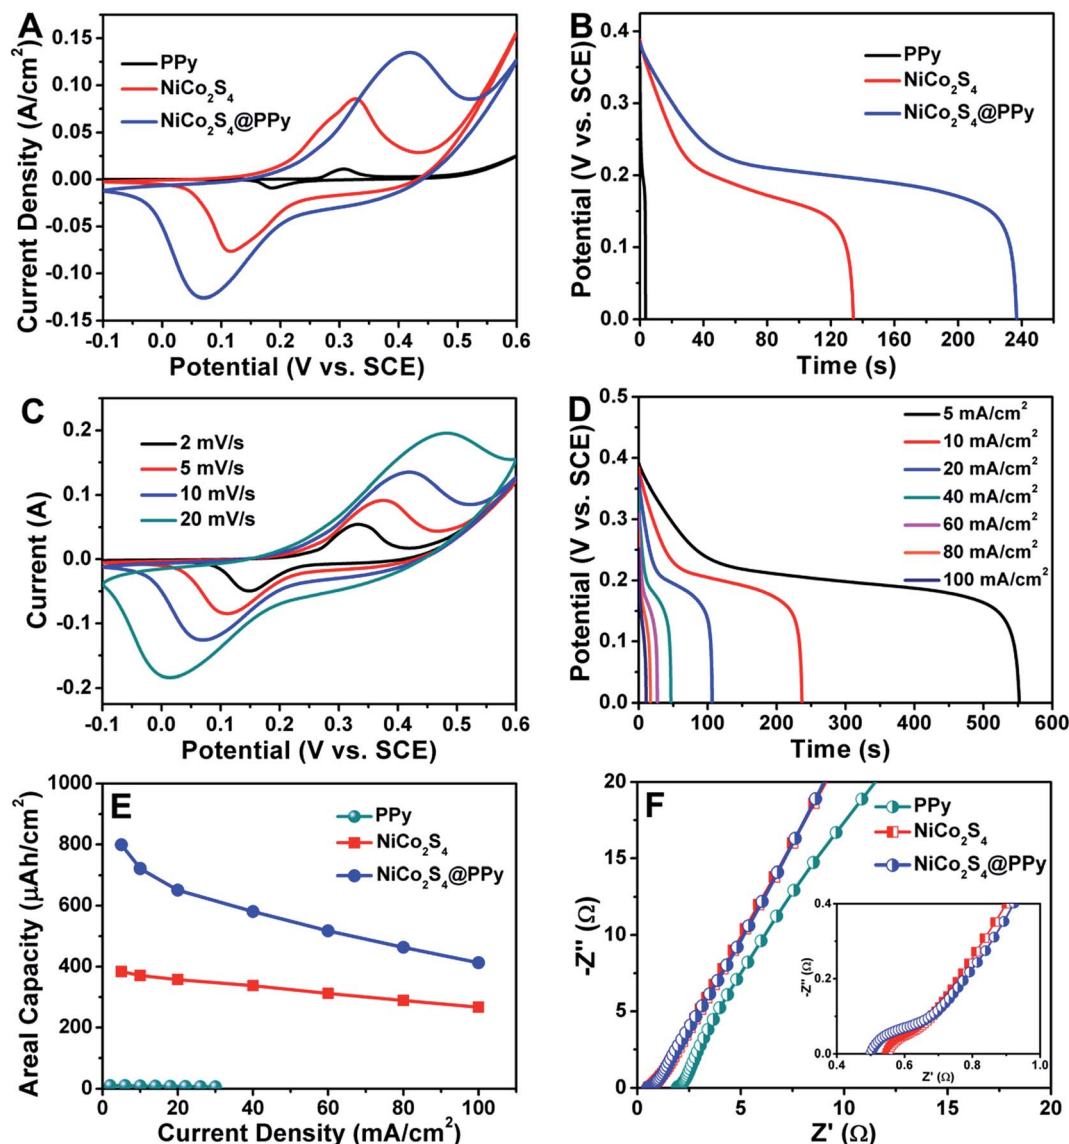 A
PPy
NiCo₂S₄
NiCo₂S₄@PPy
0.15
0.10
0.05
0.00
-0.05
-0.10
-0.15
Current Density (A/cm²)
-0.1 0.0 0.1 0.2 0.3 0.4 0.5 0.6
Potential (V vs. SCE)
B
PPy
NiCo₂S₄
NiCo₂S₄@PPy
0.4
0.3
0.2
0.1
0.0
Potential (V vs. SCE)
0 40 80 120 160 200 240
Time (s)
C
2 mV/s
5 mV/s
10 mV/s
20 mV/s
0.2
0.1
0.0
-0.1
-0.2
Current (A)
-0.1 0.0 0.1 0.2 0.3 0.4 0.5 0.6
Potential (V vs. SCE)
D
5 mA/cm²
10 mA/cm²
20 mA/cm²
40 mA/cm²
60 mA/cm²
80 mA/cm²
100 mA/cm²
0.5
0.4
0.3
0.2
0.1
0.0
Potential (V vs. SCE)
0 100 200 300 400 500 600
Time (s)
E
PPy
NiCo₂S₄
NiCo₂S₄@PPy
1000
800
600
400
200
0
Areal Capacity (μAh/cm²)
0 20 40 60 80 100
Current Density (mA/cm²)
F
PPy
NiCo₂S₄
NiCo₂S₄@PPy
20
15
10
5
0
-Z'' (Ω)
0.4
0.2
0.0
-Z'' (Ω)
0.4 0.6 0.8 1.0
Z' (Ω)
0 5 10 15 20
Z' (Ω)